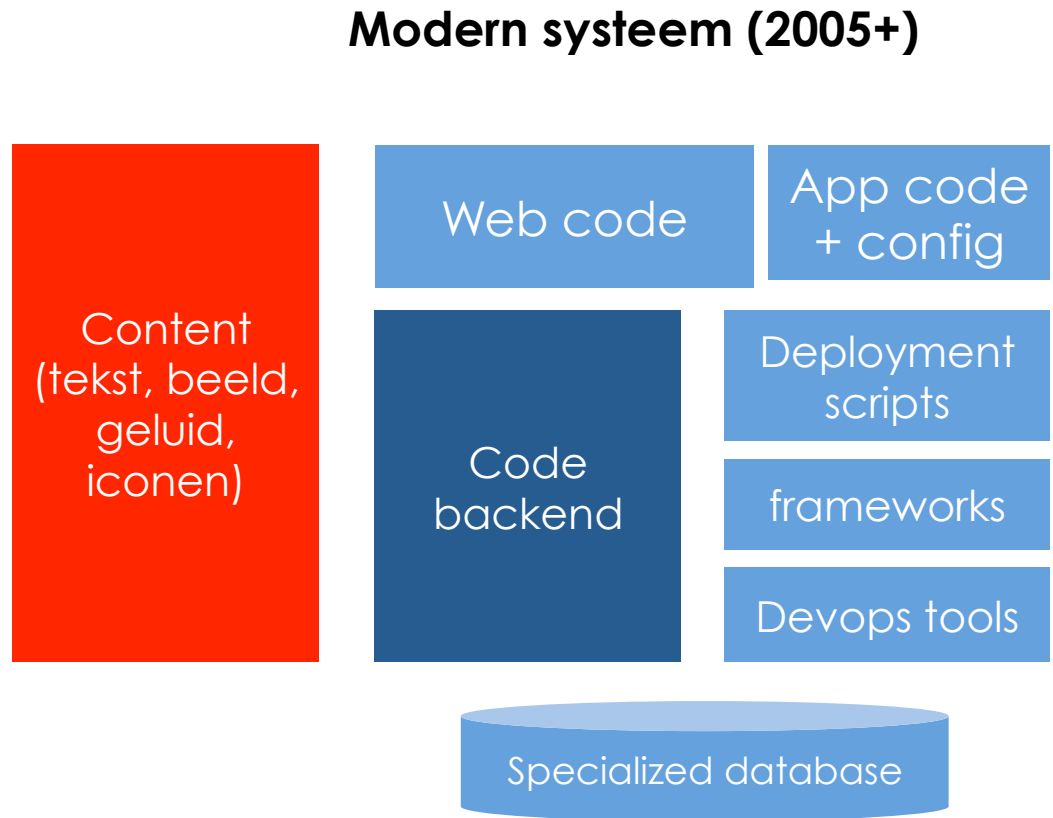 Modern systeem (2005+)
Content
(tekst, beeld,
geluid,
iconen)
Web code
App code
+ config
Code
backend
Deployment
scripts
frameworks
Devops tools
Specialized database